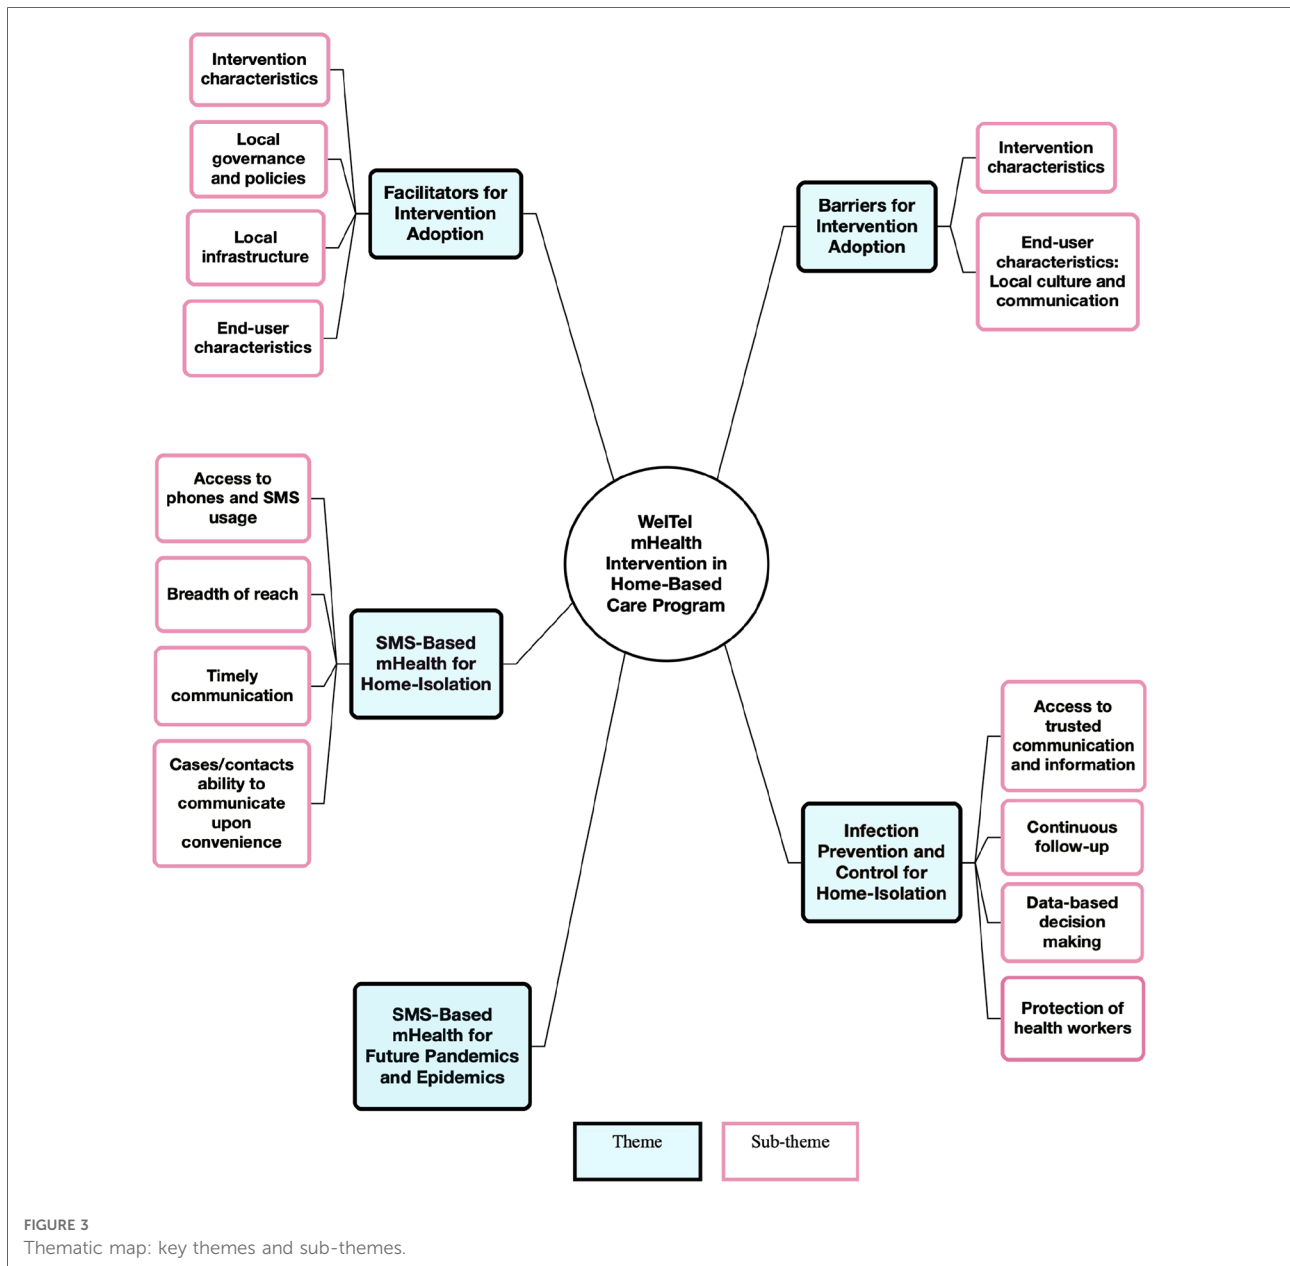 Intervention
characteristics
Local
governance
and policies
Local
infrastructure
End-user
characteristics
Facilitators for
Intervention
Adoption
Barriers for
Intervention
Adoption
Intervention
characteristics
End-user
characteristics:
Local culture and
communication
WelTel
mHealth
Intervention in
Home-Based
Care Program
Access to
phones and SMS
usage
Breadth of reach
Timely
communication
Cases/contacts
ability to
communicate
upon
convenience
SMS-Based
mHealth for
Home-Isolation
Infection
Prevention and
Control for
Home-Isolation
Access to
trusted
communication
and information
Continuous
follow-up
Data-based
decision
making
Protection of
health workers
SMS-Based
mHealth for
Future Pandemics
and Epidemics
Theme
Sub-theme
FIGURE 3
Thematic map: key themes and sub-themes.